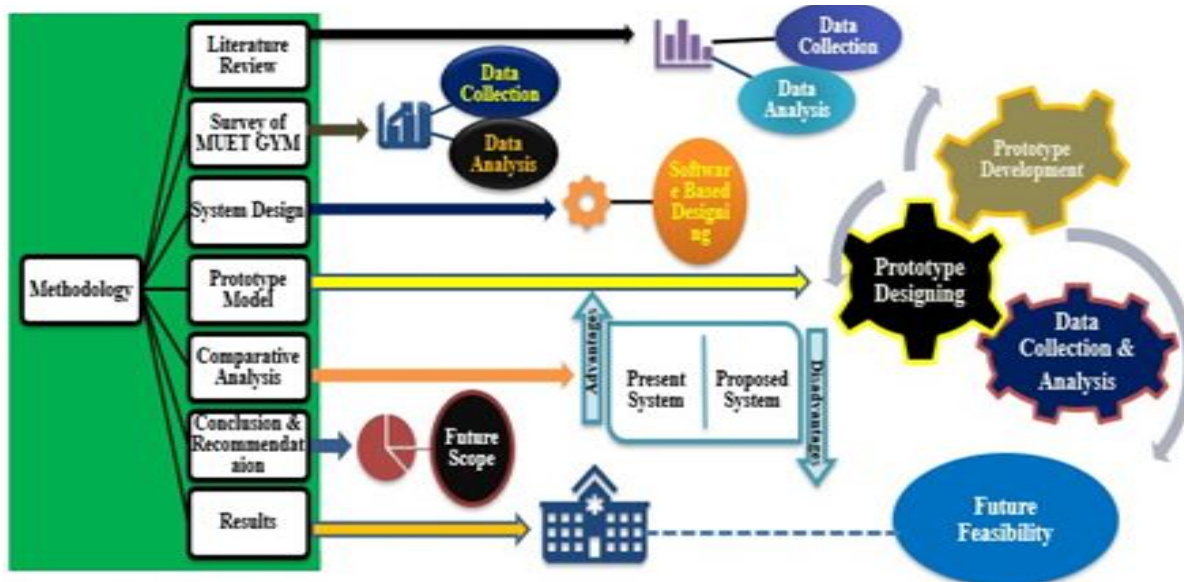 Literature
Review
Data
Collection
Data
Analysis
Data
Collection
Data
Analysis
Survey of
MUET GYM
Prototype
Development
System Design
Softwar
e Based
Designi
ng
Methodology
Prototype
Model
Prototype
Designing
Comparative
Analysis
Advantages
Present
System
Proposed
System
Disadvantages
Data
Collection &
Analysis
Conclusion &
Recommendat
aion
Future
Scope
Results
Future
Feasibility